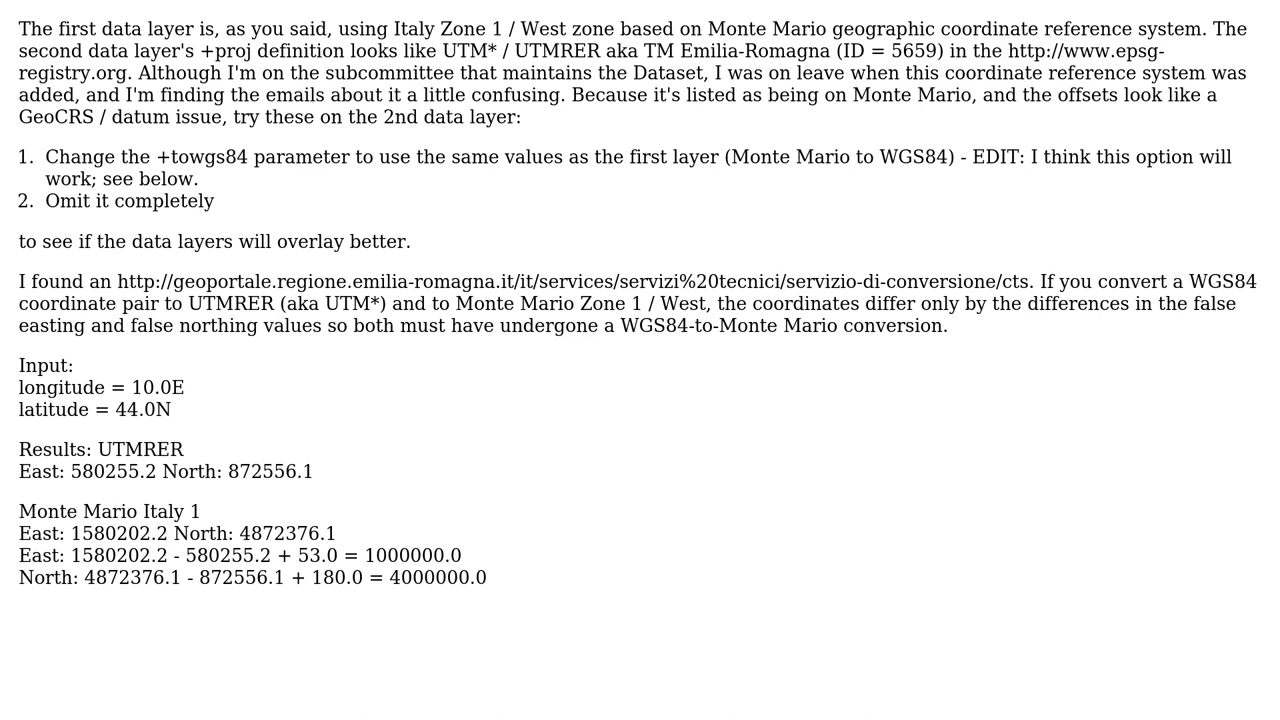 The first data layer is, as you said, using Italy Zone 1 / West zone based on Monte Mario geographic coordinate reference system. The
second data layer's +proj definition looks like UTM* / UTMRER aka TM Emilia-Romagna (ID = 5659) in the http://www.epsg-
registry.org. Although I'm on the subcommittee that maintains the Dataset, I was on leave when this coordinate reference system was
added, and I'm finding the emails about it a little confusing. Because it's listed as being on Monte Mario, and the offsets look like a
GeoCRS / datum issue, try these on the 2nd data layer:
1. Change the +towgs84 parameter to use the same values as the first layer (Monte Mario to WGS84) - EDIT: I think this option will
work; see below.
2. Omit it completely
to see if the data layers will overlay better.
I found an http://geoportale.regione.emilia-romagna.it/it/services/servizi%20tecnici/servizio-di-conversione/cts. If you convert a WGS84
coordinate pair to UTMRER (aka UTM*) and to Monte Mario Zone 1 / West, the coordinates differ only by the differences in the false
easting and false northing values so both must have undergone a WGS84-to-Monte Mario conversion.
Input:
longitude = 10.0E
latitude = 44.0N
Results: UTMRER
East: 580255.2 North: 872556.1
Monte Mario Italy 1
East: 1580202.2 North: 4872376.1
East: 1580202.2 - 580255.2 + 53.0 = 1000000.0
North: 4872376.1 - 872556.1 + 180.0 = 4000000.0